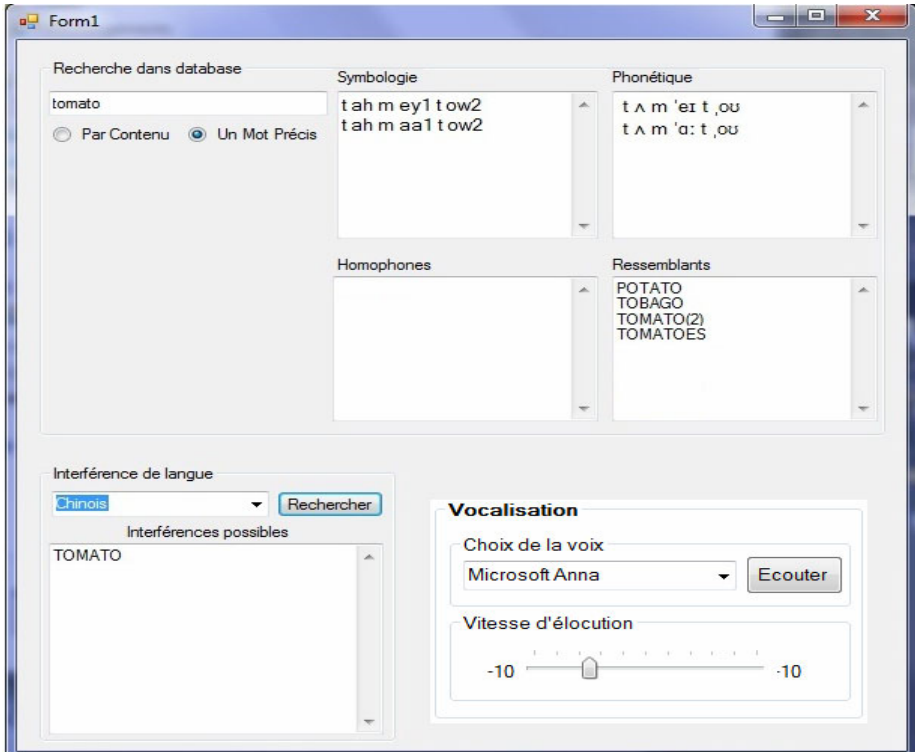 Form1
Recherche dans database
tomato
Par Contenu
Un Mot Précis
Symbologie
t ah m ey1 t ow2
t ah m aa1 t ow2
Phonétique
t ʌ m ˈeɪ t ˌoʊ
t ʌ m ˈɑː t ˌoʊ
Homophones
Ressemblants
POTATO
TOBAGO
TOMATO(2)
TOMATOES
Interférence de langue
Chinois
Rechercher
Interférences possibles
TOMATO
Vocalisation
Choix de la voix
Microsoft Anna
Ecouter
Vitesse d'élocution
-10
-10